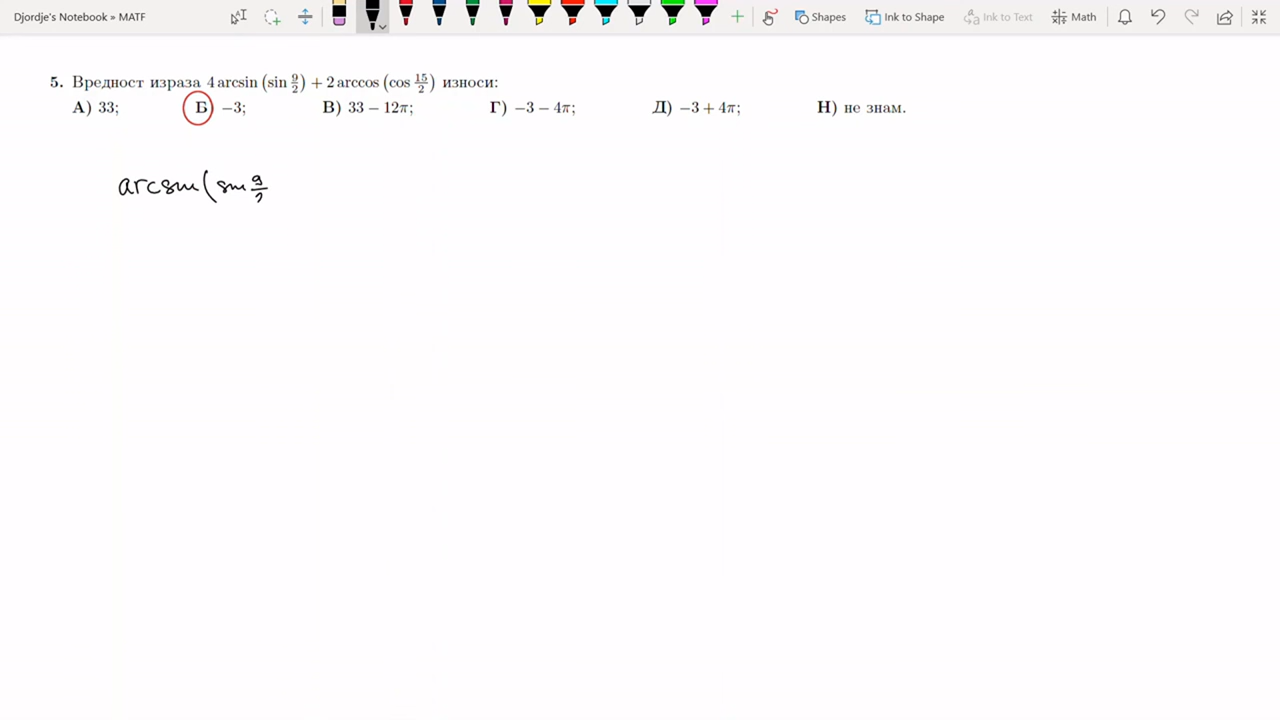 Djordje's Notebook » MATF
Shapes
Ink to Shape
Ink to Text
Math
5. Вредност израза 4 arcsin (sin 9/2) + 2 arccos (cos 15/2) износи:
А) 33; Б) −3; В) 33 − 12π; Г) −3 − 4π; Д) −3 + 4π; Н) не знам.
arcsin(sin 9/2